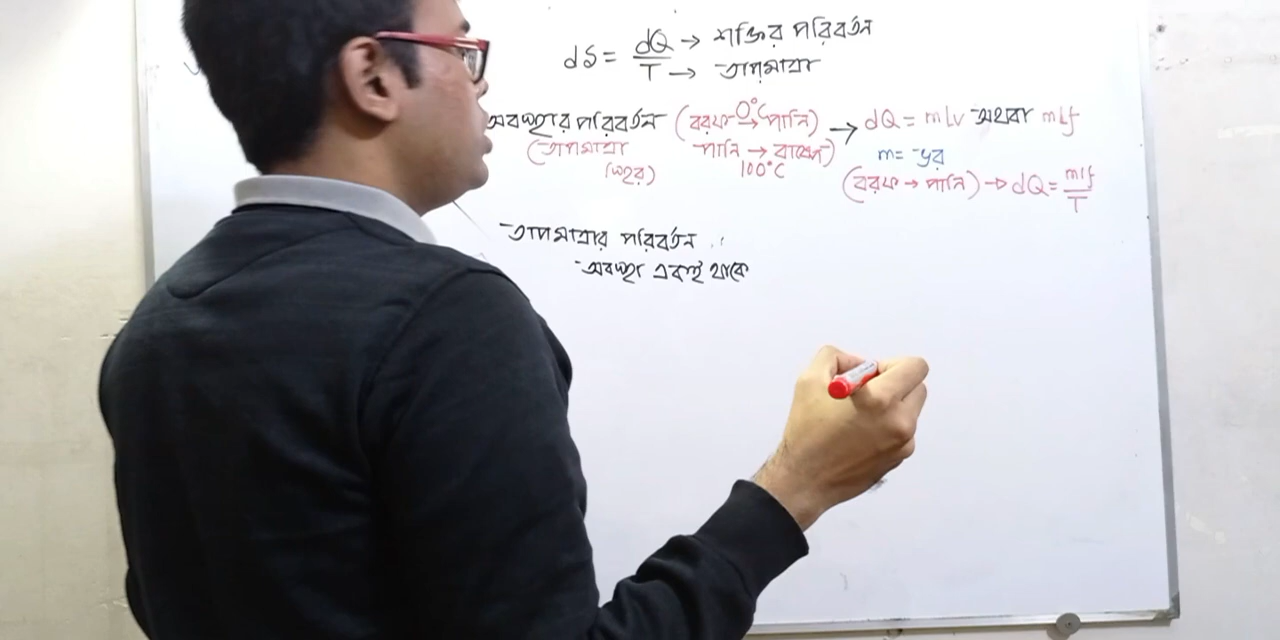 dS = dQ/T → শক্তির পরিবর্তন
→ তাপমাত্রা
অবস্থার পরিবর্তন (বরফ 0°C → পানি) → dQ = mLv অথবা mLf
(তাপমাত্রা স্থির) পানি → বাষ্পে) 100°C m = ভর
(বরফ → পানি) → dQ = mLf/T
তাপমাত্রার পরিবর্তন
- অবস্থা একই থাকে